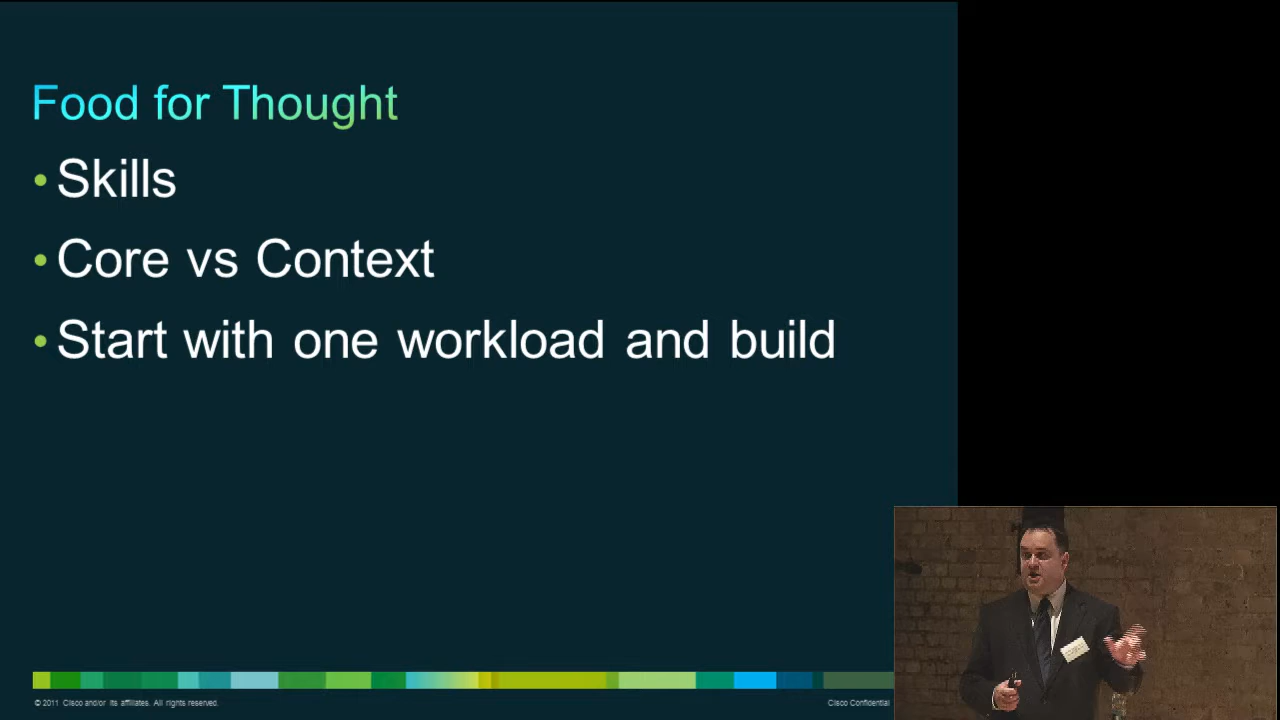 Food for Thought
• Skills
• Core vs Context
• Start with one workload and build
© 2011 Cisco and/or its affiliates. All rights reserved.
Cisco Confidential